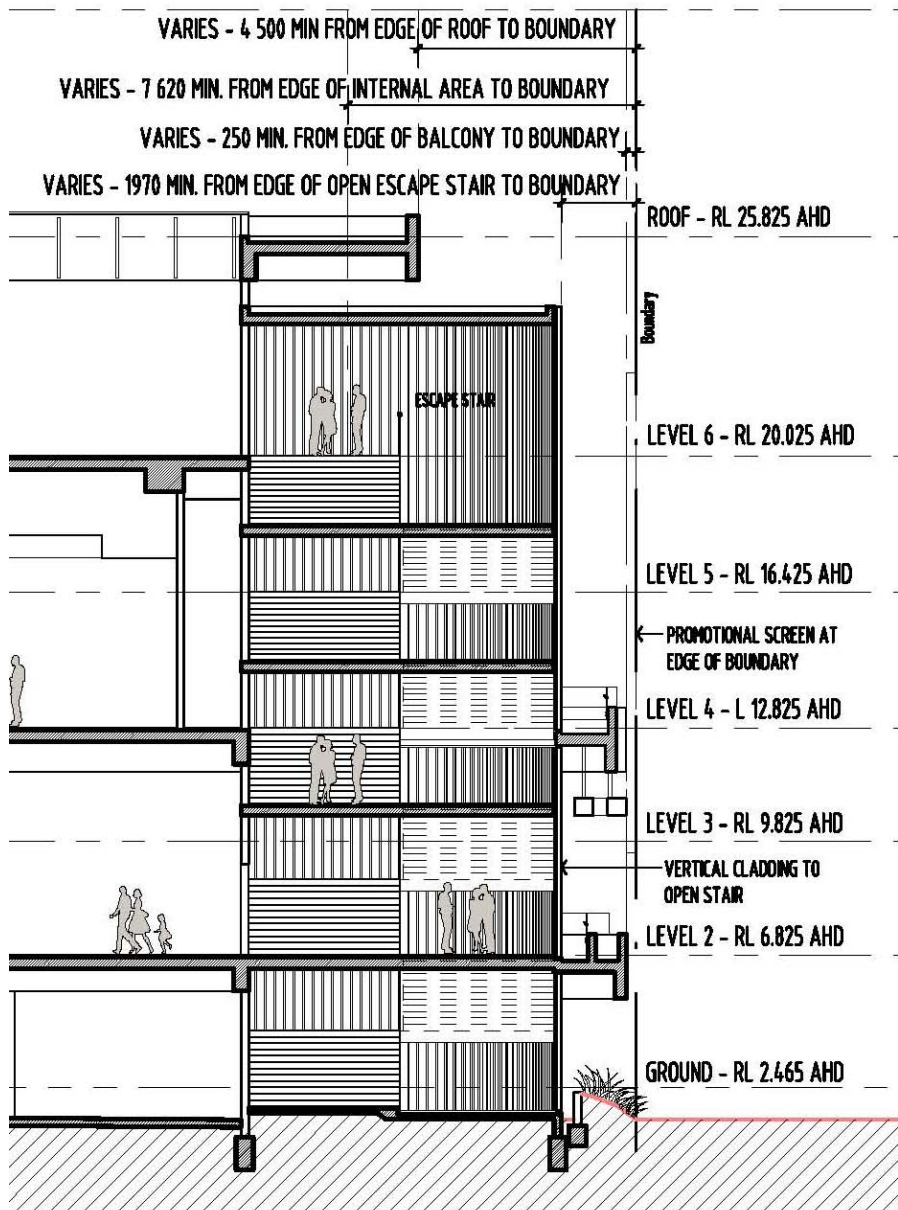 VARIES - 4 500 MIN FROM EDGE OF ROOF TO BOUNDARY
VARIES - 7 620 MIN. FROM EDGE OF INTERNAL AREA TO BOUNDARY
VARIES - 250 MIN. FROM EDGE OF BALCONY TO BOUNDARY
VARIES - 1970 MIN. FROM EDGE OF OPEN ESCAPE STAIR TO BOUNDARY
ROOF - RL 25.825 AHD
Boundary
ESCAPE STAIR
LEVEL 6 - RL 20.025 AHD
LEVEL 5 - RL 16.425 AHD
PROMOTIONAL SCREEN AT
EDGE OF BOUNDARY
LEVEL 4 - L 12.825 AHD
LEVEL 3 - RL 9.825 AHD
VERTICAL CLADDING TO
OPEN STAIR
LEVEL 2 - RL 6.825 AHD
GROUND - RL 2.465 AHD